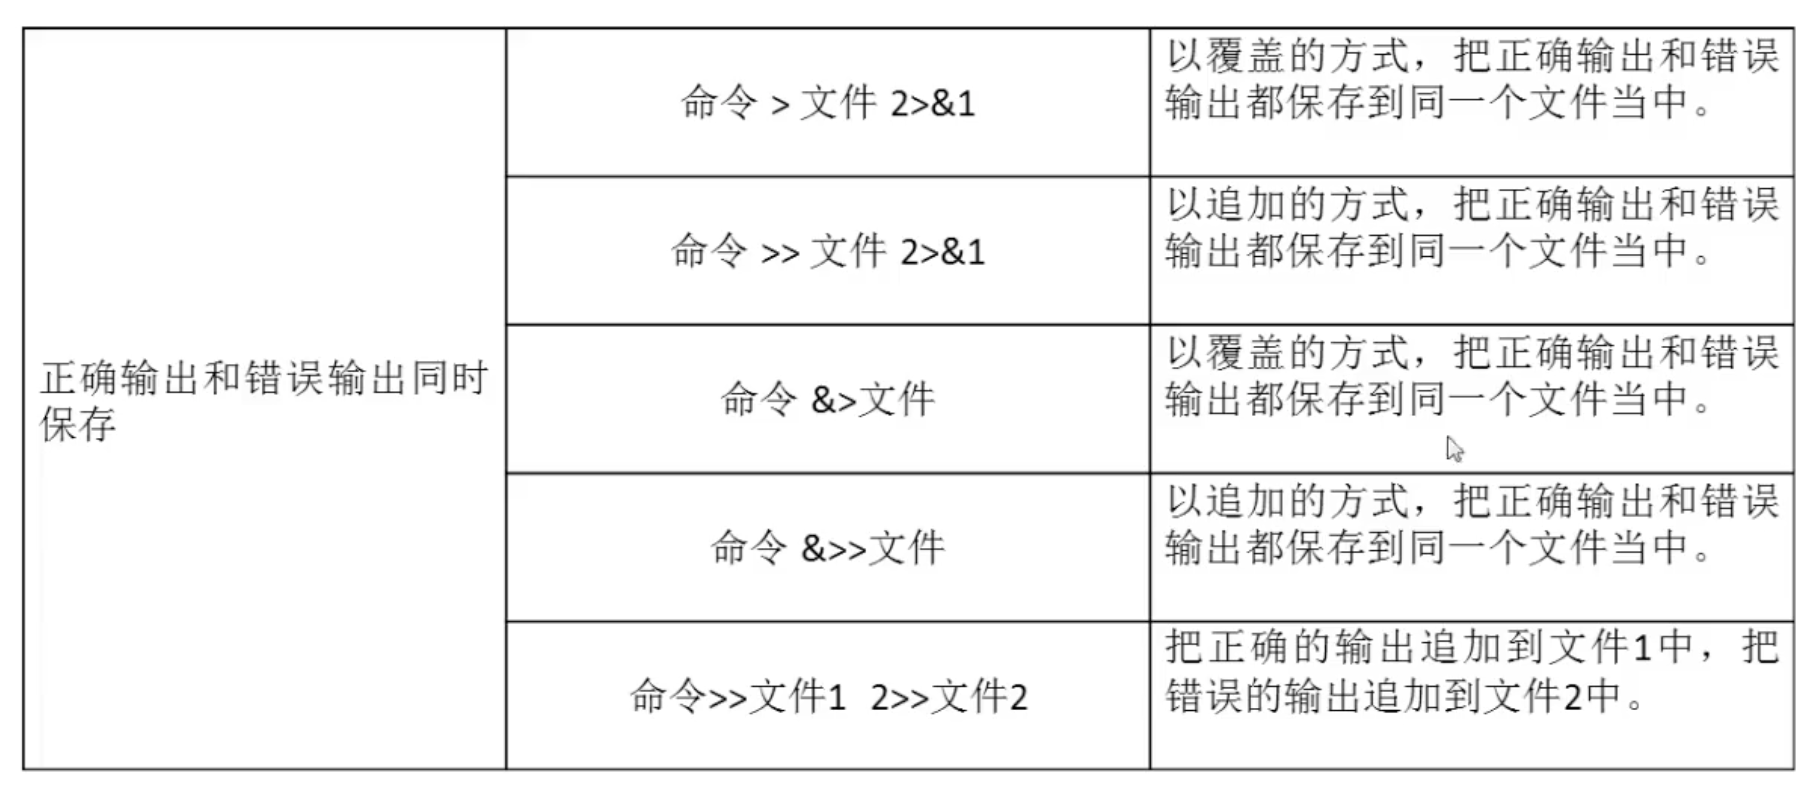 正确输出和错误输出同时
保存
命令 > 文件 2>&1
以覆盖的方式，把正确输出和错误
输出都保存到同一个文件当中。
命令 >> 文件 2>&1
以追加的方式，把正确输出和错误
输出都保存到同一个文件当中。
命令 &>文件
以覆盖的方式，把正确输出和错误
输出都保存到同一个文件当中。
命令 &>>文件
以追加的方式，把正确输出和错误
输出都保存到同一个文件当中。
命令>>文件1 2>>文件2
把正确的输出追加到文件1中，把
错误的输出追加到文件2中。